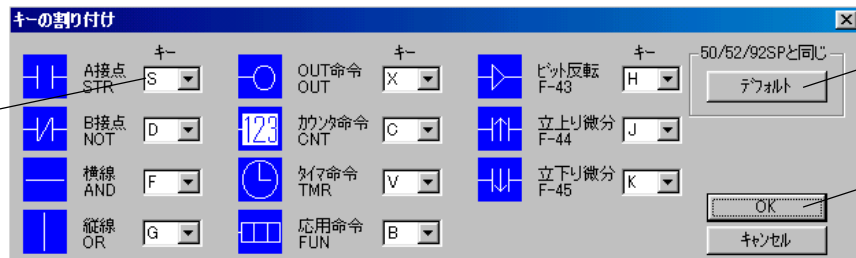 キーの割り付け
キー
キー
キー
50/52/92SPと同じ
A接点
STR
S
OUT命令
OUT
X
ビット反転
F-43
H
デフォルト
B接点
NOT
D
123
カウンタ命令
CNT
C
立上り微分
F-44
J
横線
AND
F
タイマ命令
TMR
V
立下り微分
F-45
K
縦線
OR
G
応用命令
FUN
B
OK
キャンセル